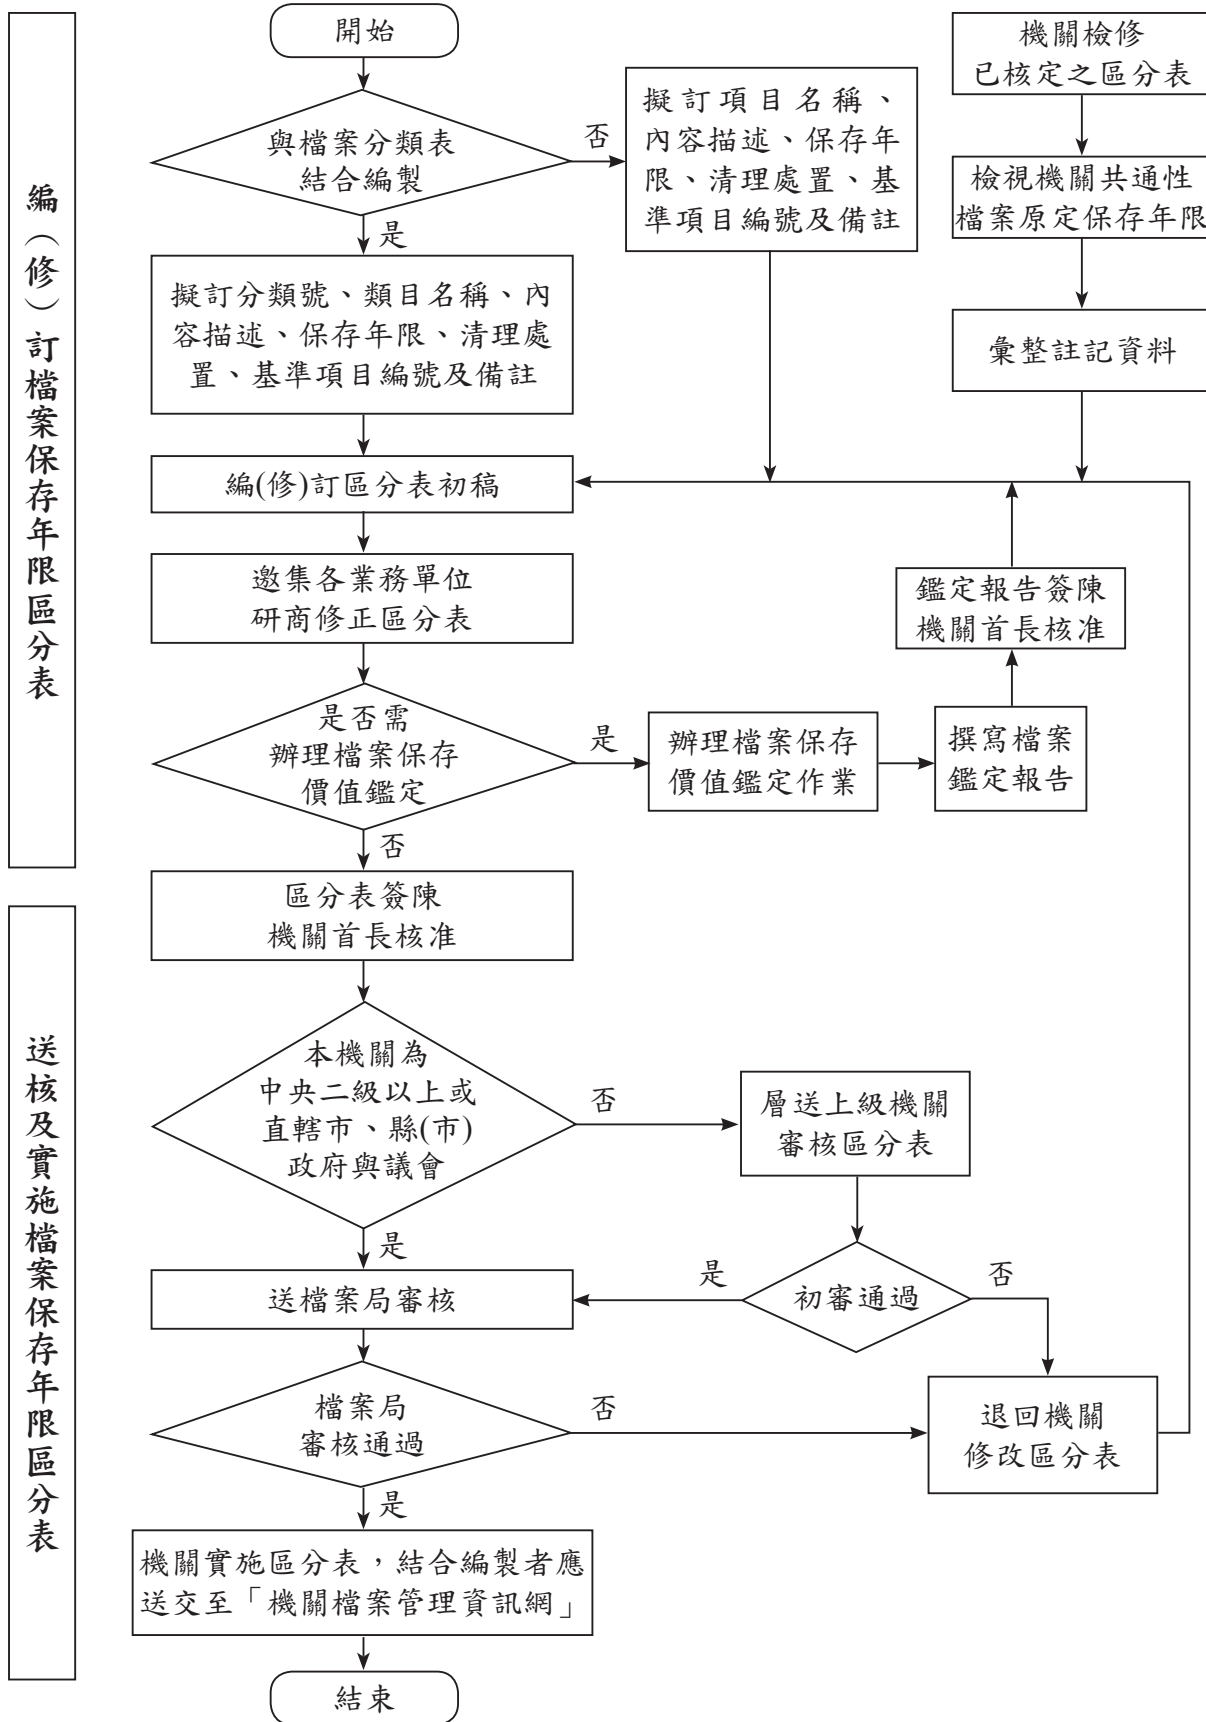 編（修）訂檔案保存年限區分表
開始
與檔案分類表
結合編製
否
是
擬訂項目名稱、
內容描述、保存年
限、清理處置、基
準項目編號及備註
機關檢修
已核定之區分表
檢視機關共通性
檔案原定保存年限
彙整註記資料
擬訂分類號、類目名稱、內
容描述、保存年限、清理處
置、基準項目編號及備註
編(修)訂區分表初稿
邀集各業務單位
研商修正區分表
是否需
辦理檔案保存
價值鑑定
是
否
辦理檔案保存
價值鑑定作業
撰寫檔案
鑑定報告
鑑定報告簽陳
機關首長核准
區分表簽陳
機關首長核准
送核及實施檔案保存年限區分表
本機關為
中央二級以上或
直轄市、縣(市)
政府與議會
否
是
層送上級機關
審核區分表
初審通過
是
否
送檔案局審核
檔案局
審核通過
否
是
退回機關
修改區分表
機關實施區分表，結合編製者應
送交至「機關檔案管理資訊網」
結束